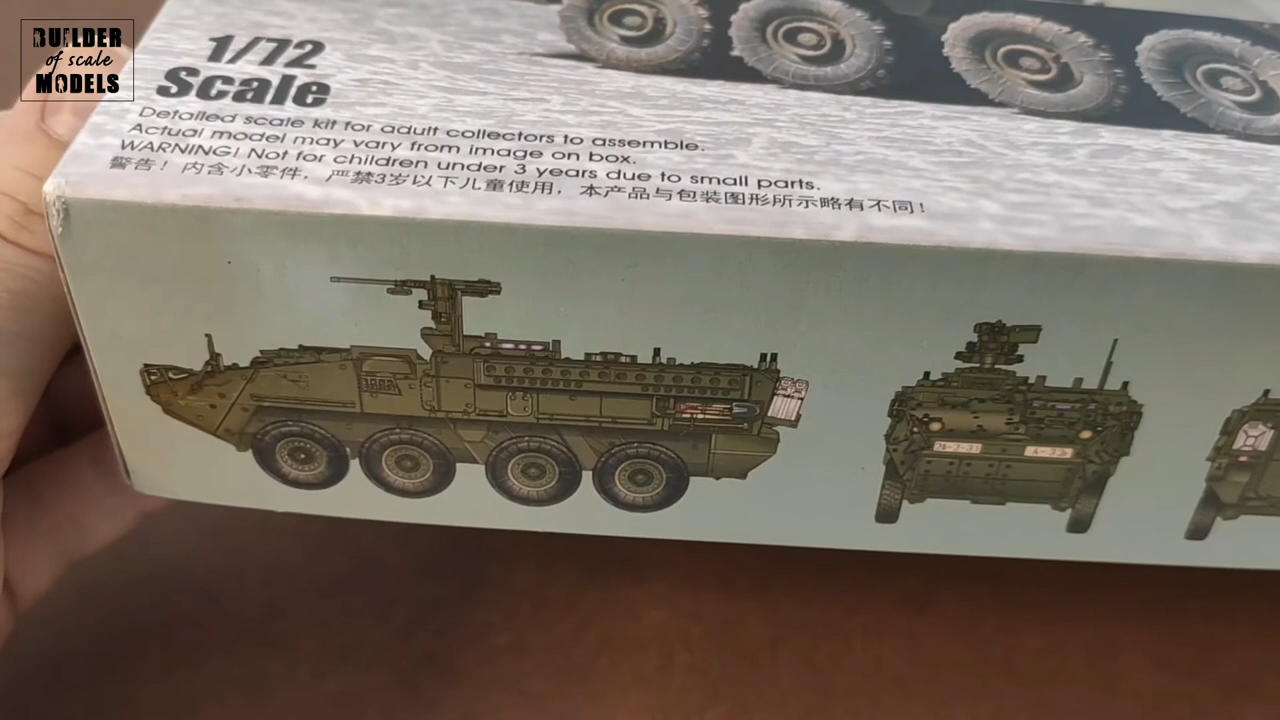 BUILDER
of scale
MODELS
1/72
Scale
Detailed scale kit for adult collectors to assemble.
Actual model may vary from image on box.
WARNING! Not for children under 3 years due to small parts.
警告！内含小零件，严禁3岁以下儿童使用，本产品与包装图形所示略有不同！